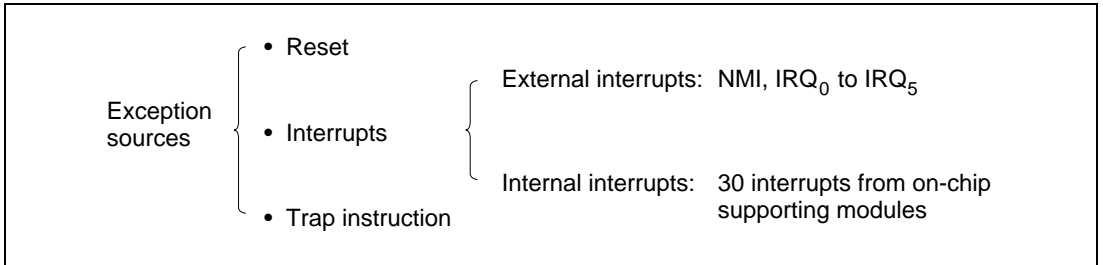 • Reset
External interrupts: NMI, IRQ₀ to IRQ₅
Exception
sources
• Interrupts
Internal interrupts: 30 interrupts from on-chip
supporting modules
• Trap instruction